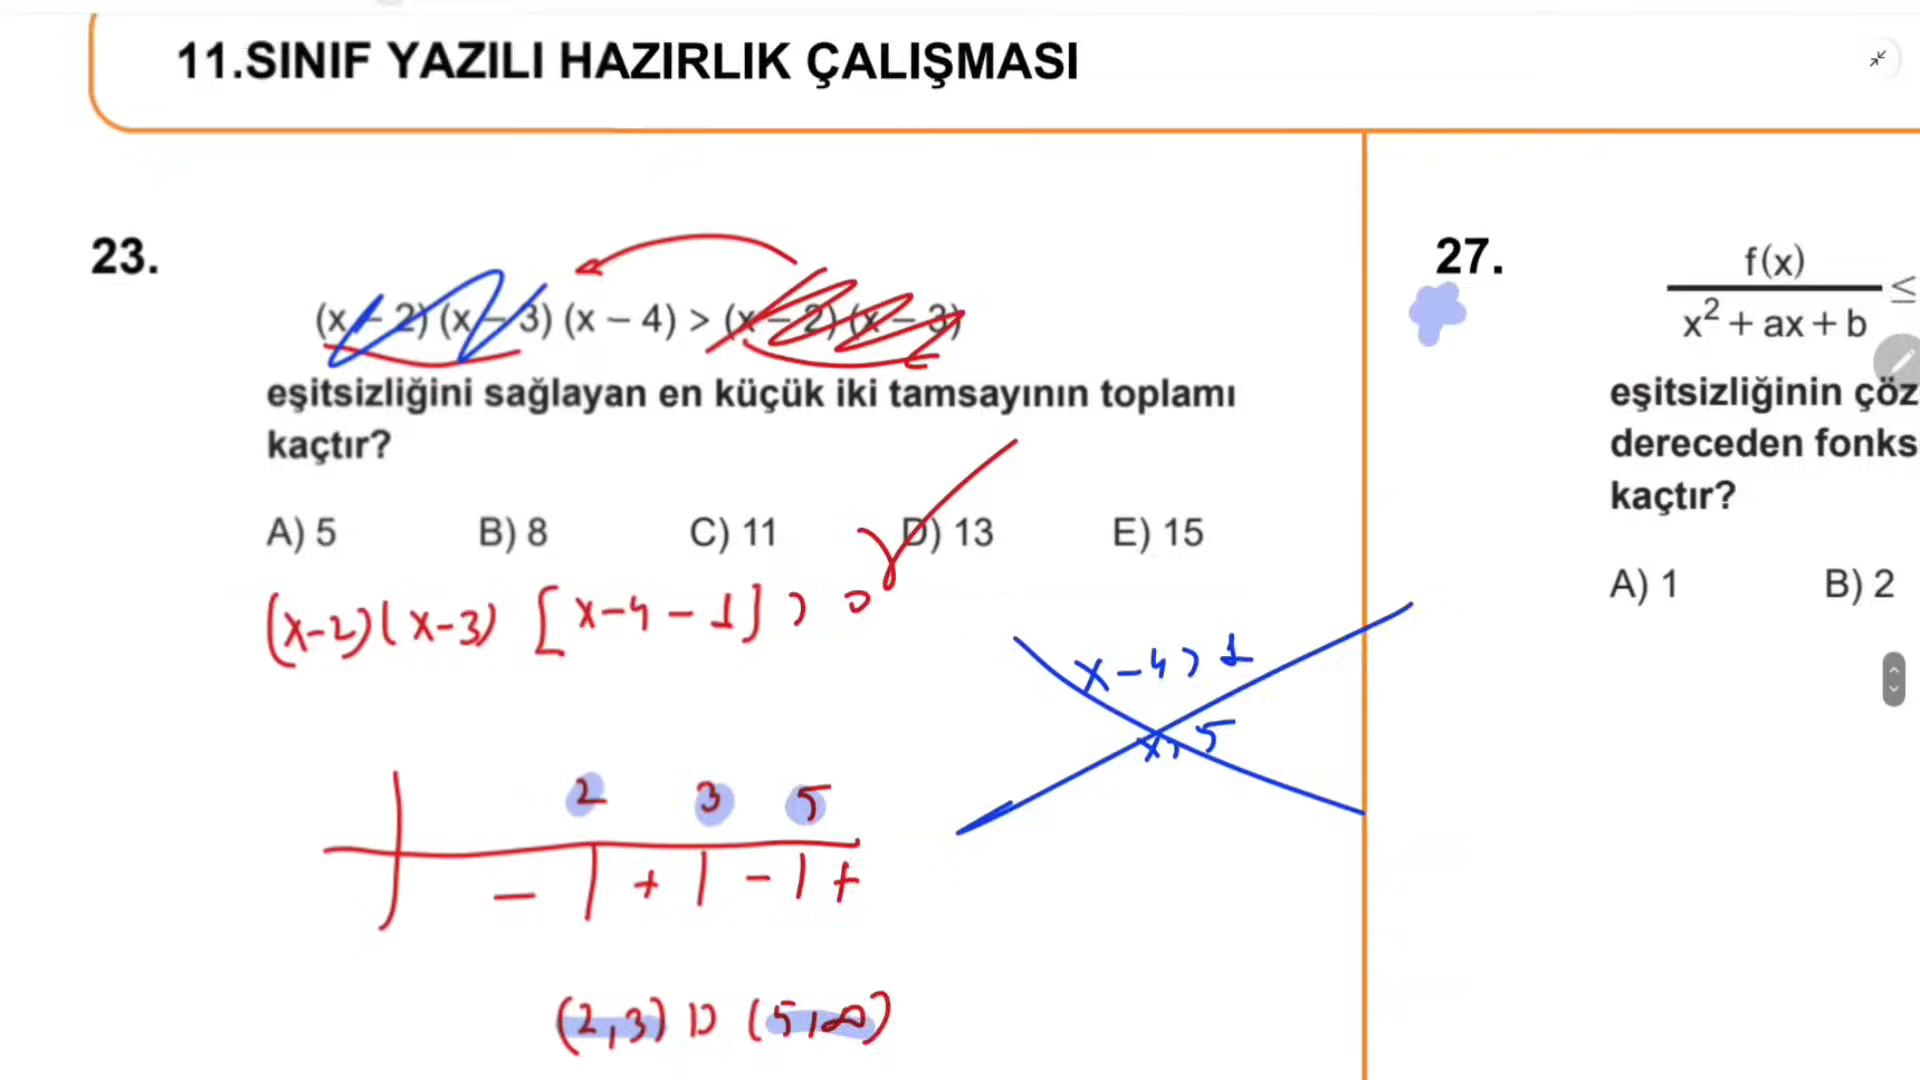 11.SINIF YAZILI HAZIRLIK ÇALIŞMASI
23.
(x – 2) (x – 3) (x – 4) > (x – 2) (x – 3)
eşitsizliğini sağlayan en küçük iki tamsayının toplamı
kaçtır?
A) 5 B) 8 C) 11 D) 13 E) 15
(x-2)(x-3) [x-4-1] > 0
x-4>1
x>5
2 3 5
- + - +
(2,3) U (5,∞)
27.
f(x)
x² + ax + b
≤
eşitsizliğinin çöz
dereceden fonks
kaçtır?
A) 1 B) 2